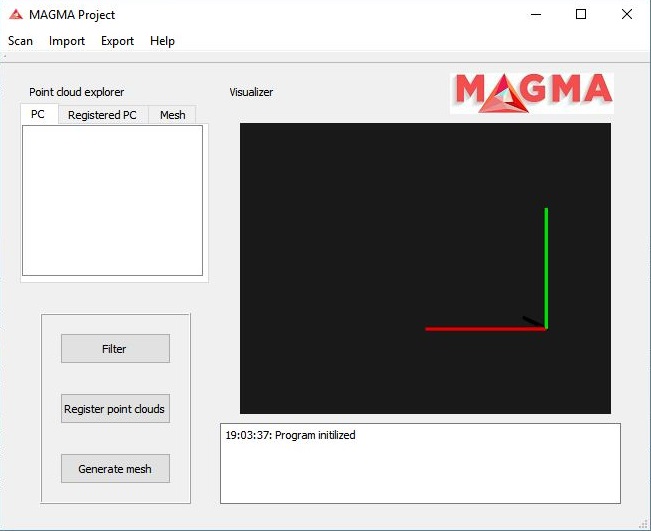 MAGMA Project
Scan Import Export Help
Point cloud explorer
Visualizer
MAGMA
PC Registered PC Mesh
Filter
Register point clouds
Generate mesh
19:03:37: Program initilized